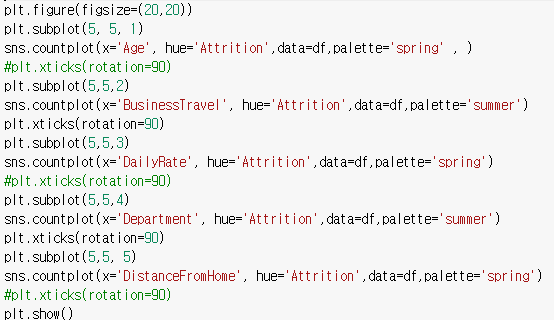 plt.figure(figsize=(20,20))
plt.subplot(5, 5, 1)
sns.countplot(x='Age', hue='Attrition',data=df,palette='spring' , )
#plt.xticks(rotation=90)
plt.subplot(5,5,2)
sns.countplot(x='BusinessTravel', hue='Attrition',data=df,palette='summer')
plt.xticks(rotation=90)
plt.subplot(5,5,3)
sns.countplot(x='DailyRate', hue='Attrition',data=df,palette='spring')
#plt.xticks(rotation=90)
plt.subplot(5,5,4)
sns.countplot(x='Department', hue='Attrition',data=df,palette='summer')
plt.xticks(rotation=90)
plt.subplot(5,5, 5)
sns.countplot(x='DistanceFromHome', hue='Attrition',data=df,palette='spring')
#plt.xticks(rotation=90)
plt.show()